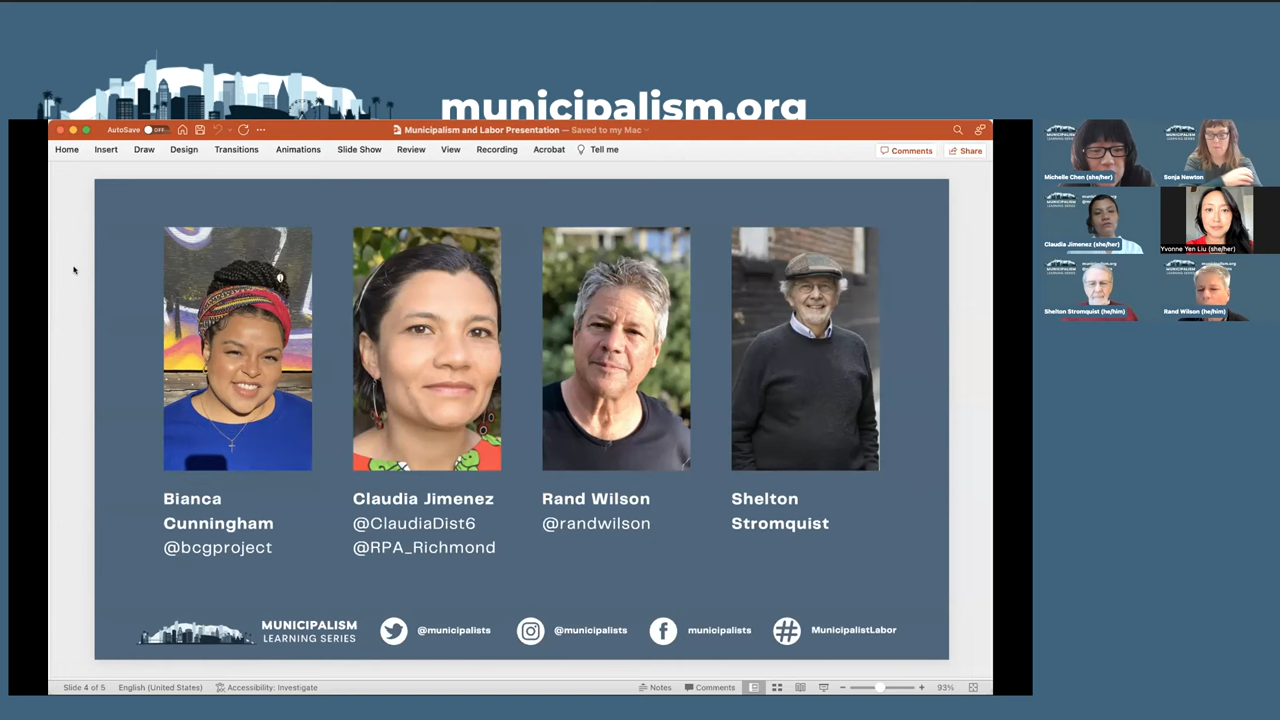 municipalism.org
AutoSave OFF
Municipalism and Labor Presentation — Saved to my Mac
Home Insert Draw Design Transitions Animations Slide Show Review View Recording Acrobat Tell me Comments Share
Bianca
Cunningham
@bcgproject
Claudia Jimenez
@ClaudiaDist6
@RPA_Richmond
Rand Wilson
@randwilson
Shelton
Stromquist
MUNICIPALISM
LEARNING SERIES
@municipalists
@municipalists
municipalists
MunicipalistLabor
Slide 4 of 5 English (United States) Accessibility: Investigate Notes Comments 93%
Michelle Chen (she/her)
Sonja Newton
Claudia Jimenez (she/her)
Yvonne Yen Liu (she/her)
Shelton Stromquist (he/him)
Rand Wilson (he/him)